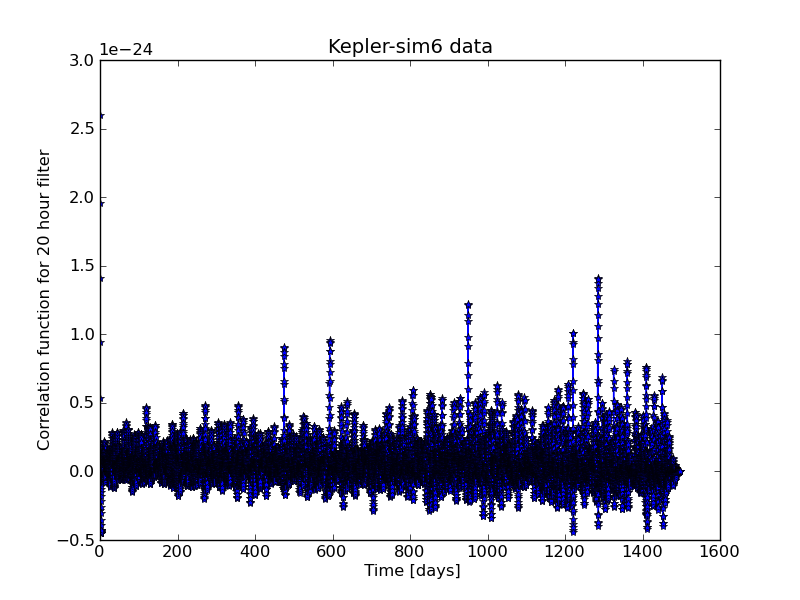 Kepler-sim6 data
1e−24
3.0
2.5
2.0
1.5
1.0
0.5
0.0
−0.5
Correlation function for 20 hour filter
0 200 400 600 800 1000 1200 1400 1600
Time [days]